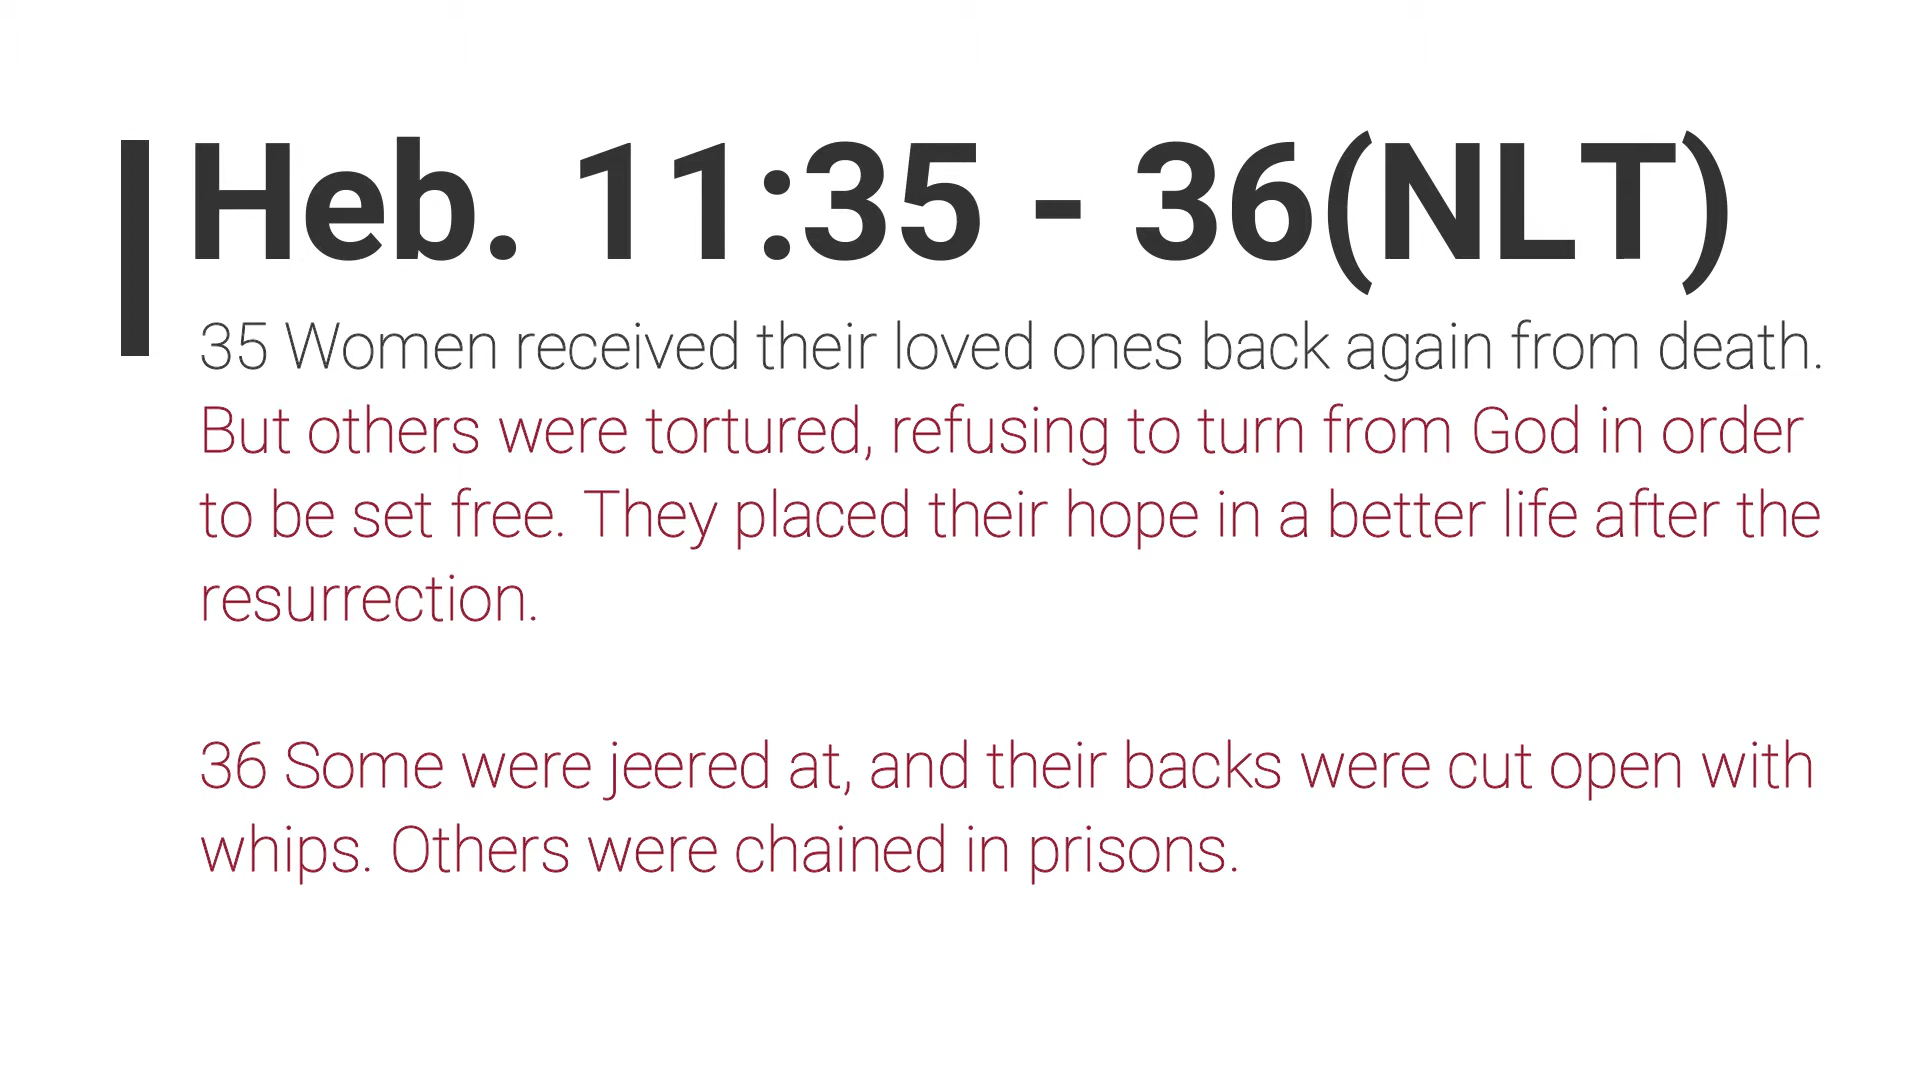 Heb. 11:35 - 36(NLT)
35 Women received their loved ones back again from death.
But others were tortured, refusing to turn from God in order
to be set free. They placed their hope in a better life after the
resurrection.
36 Some were jeered at, and their backs were cut open with
whips. Others were chained in prisons.